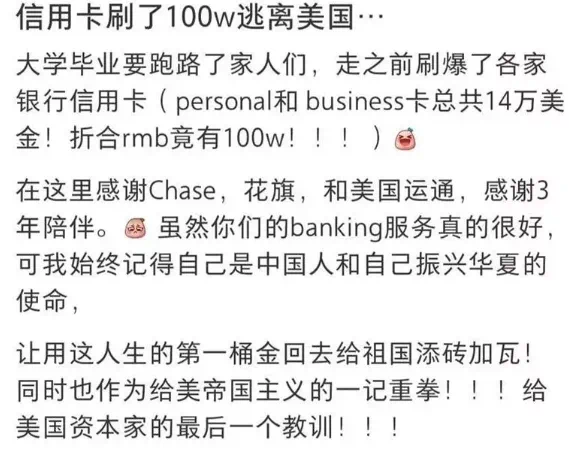 信用卡刷了100w逃离美国…
大学毕业要跑路了家人们，走之前刷爆了各家
银行信用卡（personal和 business卡总共14万美
金！折合rmb竟有100w！！！）
在这里感谢Chase，花旗，和美国运通，感谢3
年陪伴。虽然你们的banking服务真的很好，
可我始终记得自己是中国人和自己振兴华夏的
使命，
让用这人生的第一桶金回去给祖国添砖加瓦！
同时也作为给美帝国主义的一记重拳！！！给
美国资本家的最后一个教训！！！